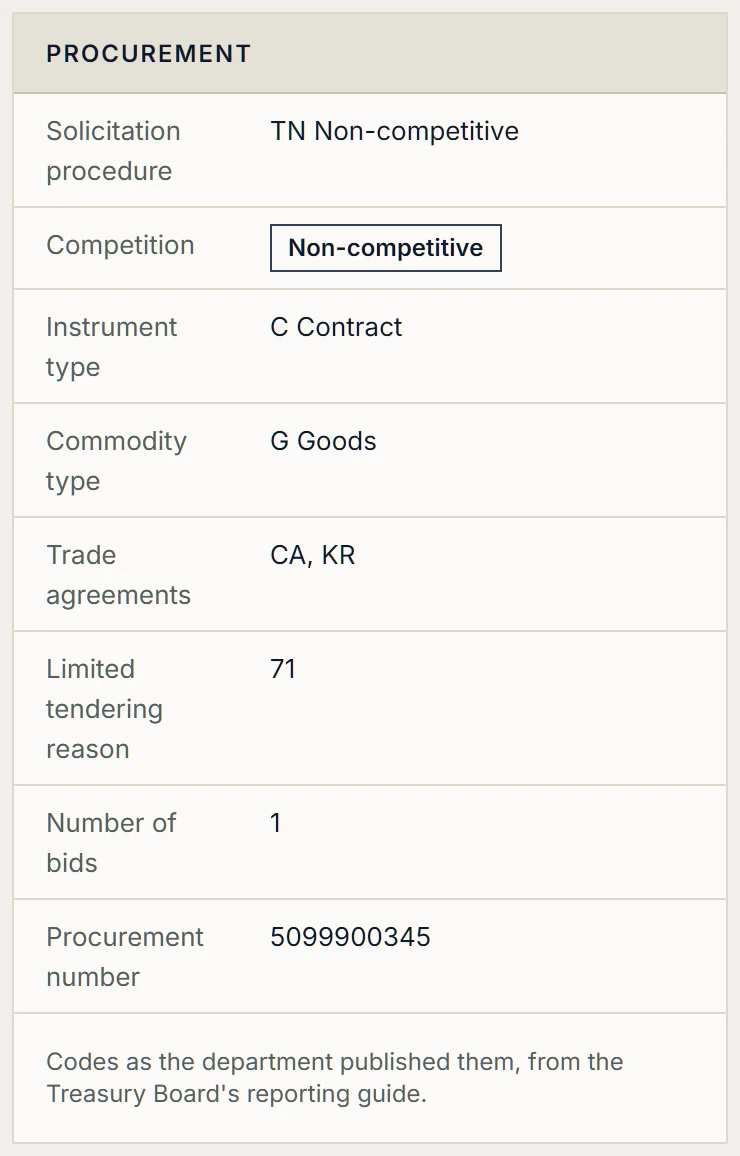 PROCUREMENT
Solicitation procedure
TN Non-competitive
Competition
Non-competitive
Instrument type
C Contract
Commodity type
G Goods
Trade agreements
CA, KR
Limited tendering reason
71
Number of bids
1
Procurement number
5099900345
Codes as the department published them, from the
Treasury Board's reporting guide.